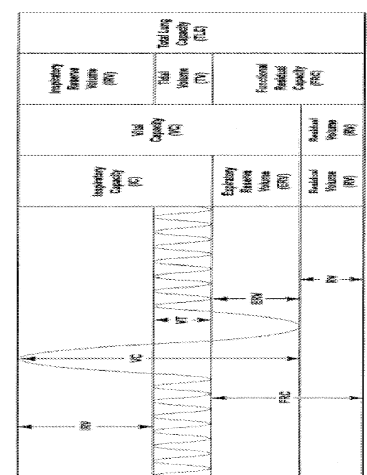 Total Lung
Capacity
(TLC)
Inspiratory
Reserve
Volume
(IRV)
Tidal
Volume
(TV)
Functional
Residual
Capacity
(FRC)
Vital
Capacity
(VC)
Residual
Volume
(RV)
Inspiratory
Capacity
(IC)
Expiratory
Reserve
Volume
(ERV)
Residual
Volume
(RV)
IRV
VC
VT
ERV
RV
FRC